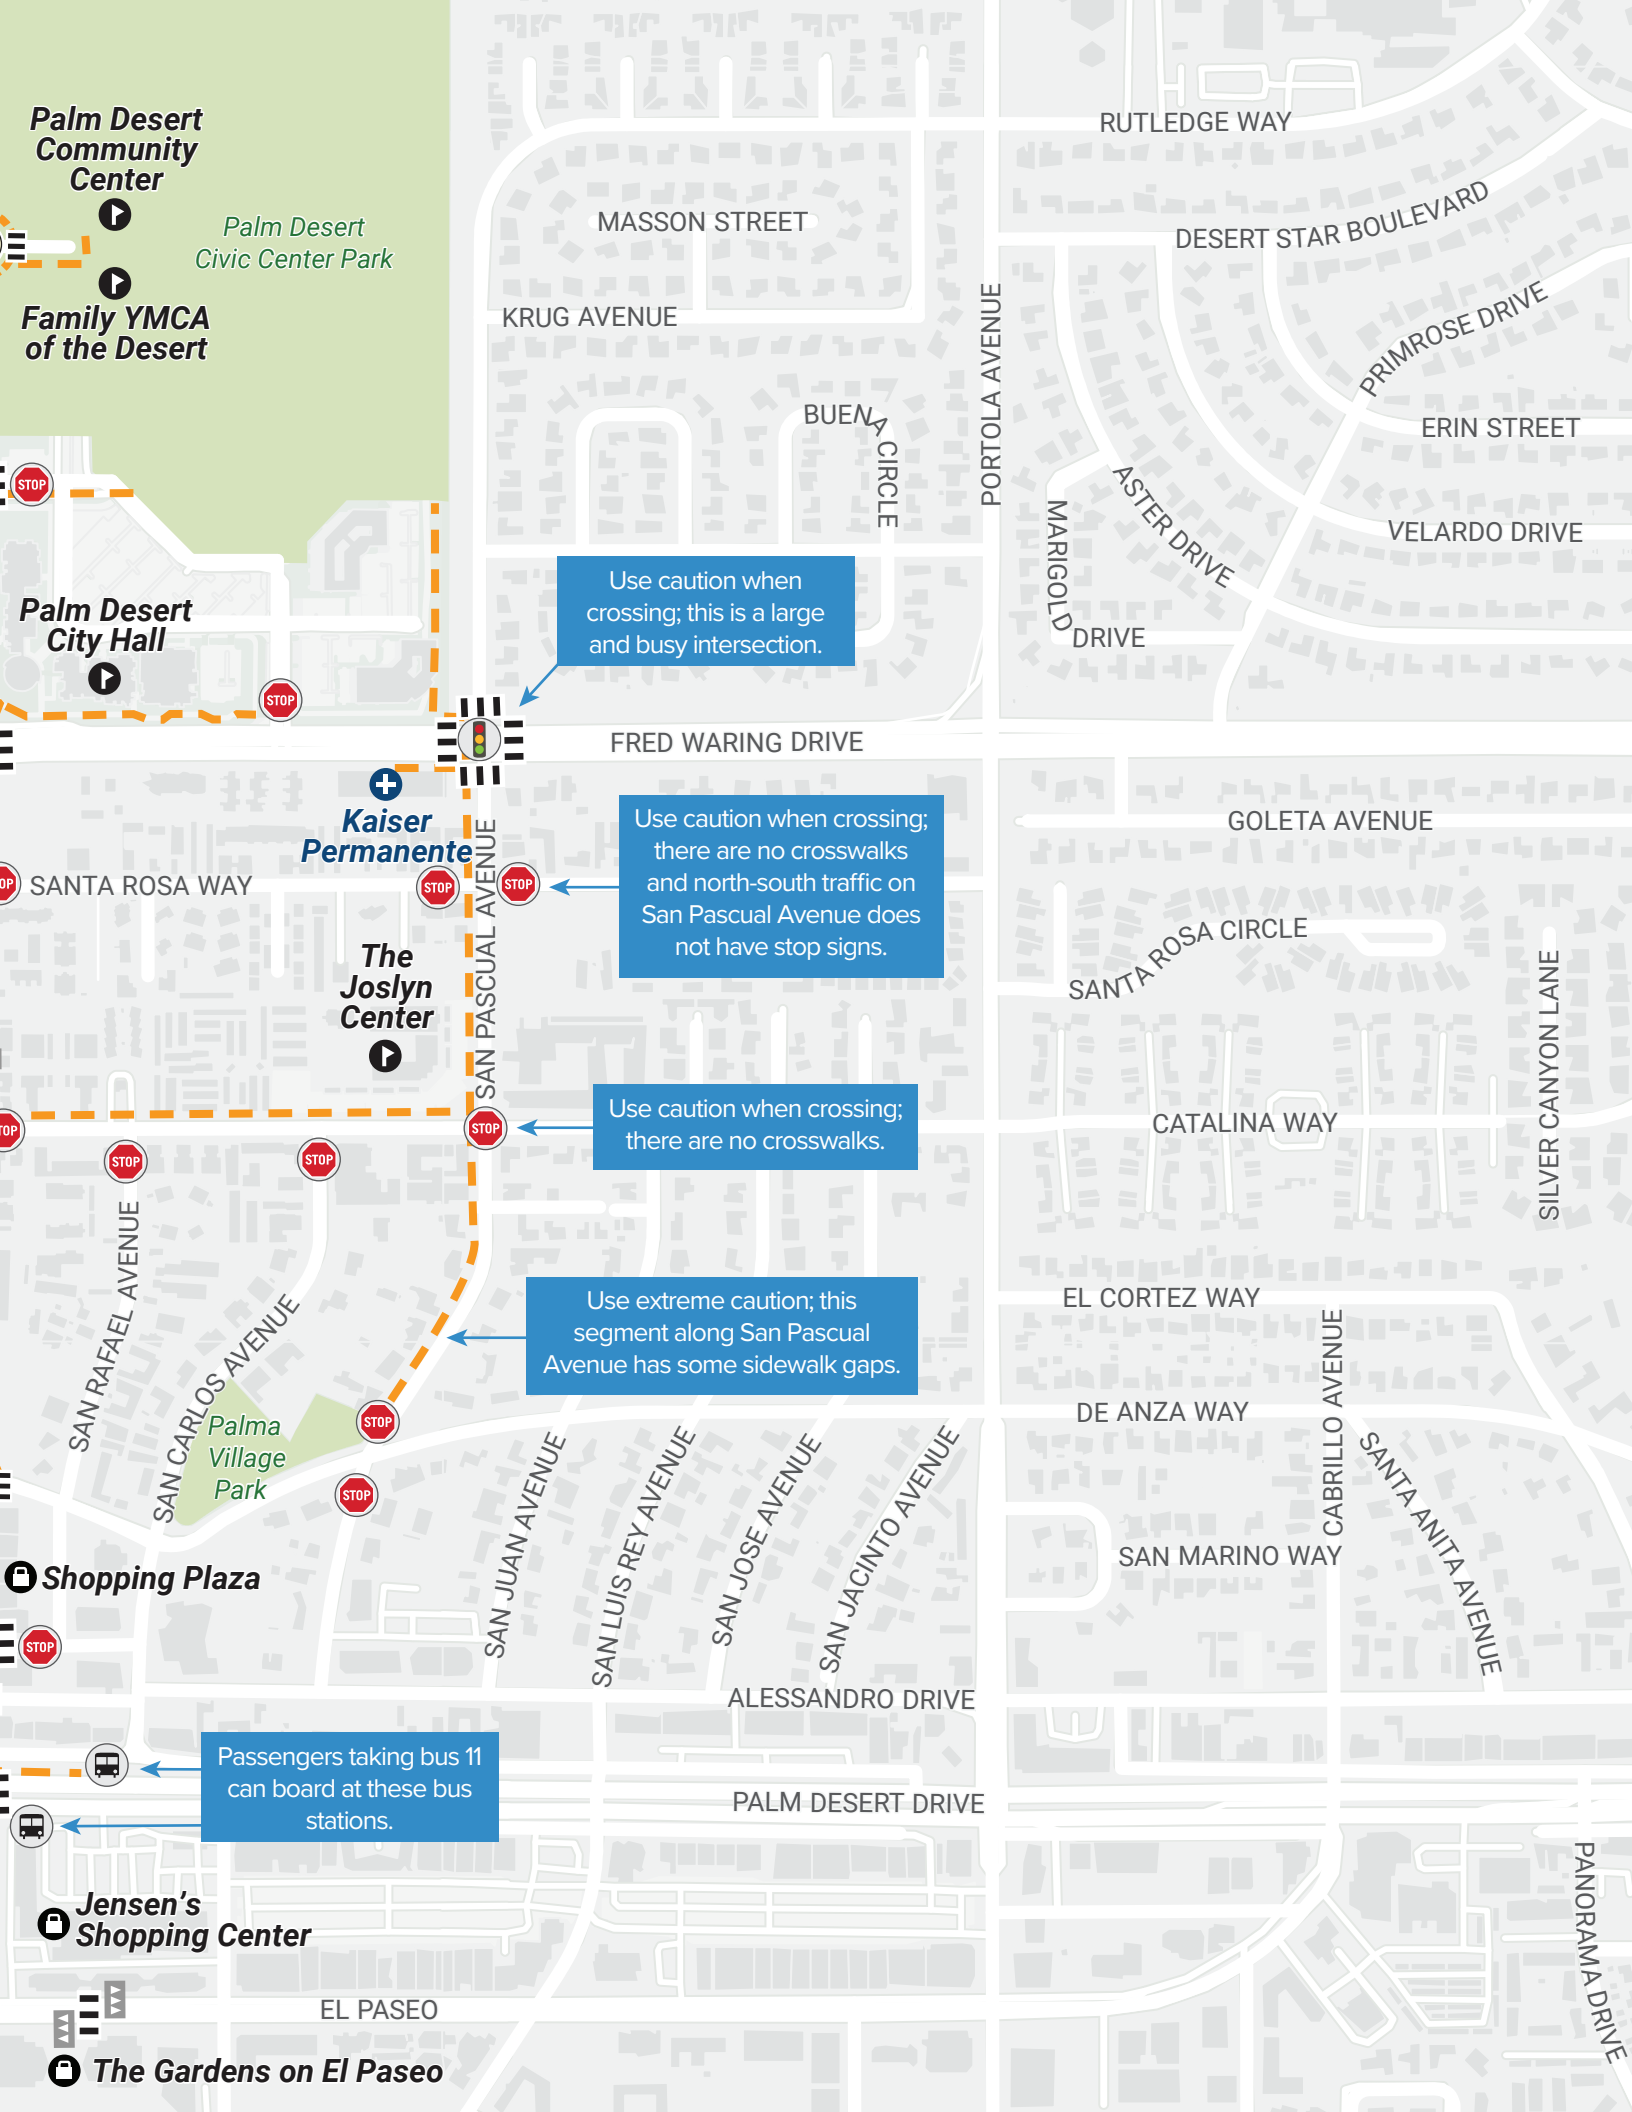 Palm Desert
Community
Center
Palm Desert
Civic Center Park
Family YMCA
of the Desert
RUTLEDGE WAY
MASSON STREET
DESERT STAR BOULEVARD
KRUG AVENUE
PORTOLA AVENUE
PRIMROSE DRIVE
BUENA CIRCLE
ERIN STREET
STOP
ASTER DRIVE
MARIGOLD DRIVE
VELARDO DRIVE
Use caution when
crossing; this is a large
and busy intersection.
Palm Desert
City Hall
STOP
FRED WARING DRIVE
Kaiser
Permanente
Use caution when crossing;
there are no crosswalks
and north-south traffic on
San Pascual Avenue does
not have stop signs.
GOLETA AVENUE
OP
SANTA ROSA WAY
STOP
STOP
SAN PASCUAL AVENUE
The
Joslyn
Center
SANTA ROSA CIRCLE
SILVER CANYON LANE
Use caution when crossing;
there are no crosswalks.
TOP
STOP
CATALINA WAY
STOP
STOP
SAN RAFAEL AVENUE
SAN CARLOS AVENUE
Use extreme caution; this
segment along San Pascual
Avenue has some sidewalk gaps.
EL CORTEZ WAY
CABRILLO AVENUE
DE ANZA WAY
Palma
Village
Park
STOP
STOP
SAN JUAN AVENUE
SAN LUIS REY AVENUE
SAN JOSE AVENUE
SAN JACINTO AVENUE
SANTA ANITA AVENUE
SAN MARINO WAY
Shopping Plaza
STOP
ALESSANDRO DRIVE
Passengers taking bus 11
can board at these bus
stations.
PALM DESERT DRIVE
PANORAMA DRIVE
Jensen's
Shopping Center
EL PASEO
The Gardens on El Paseo